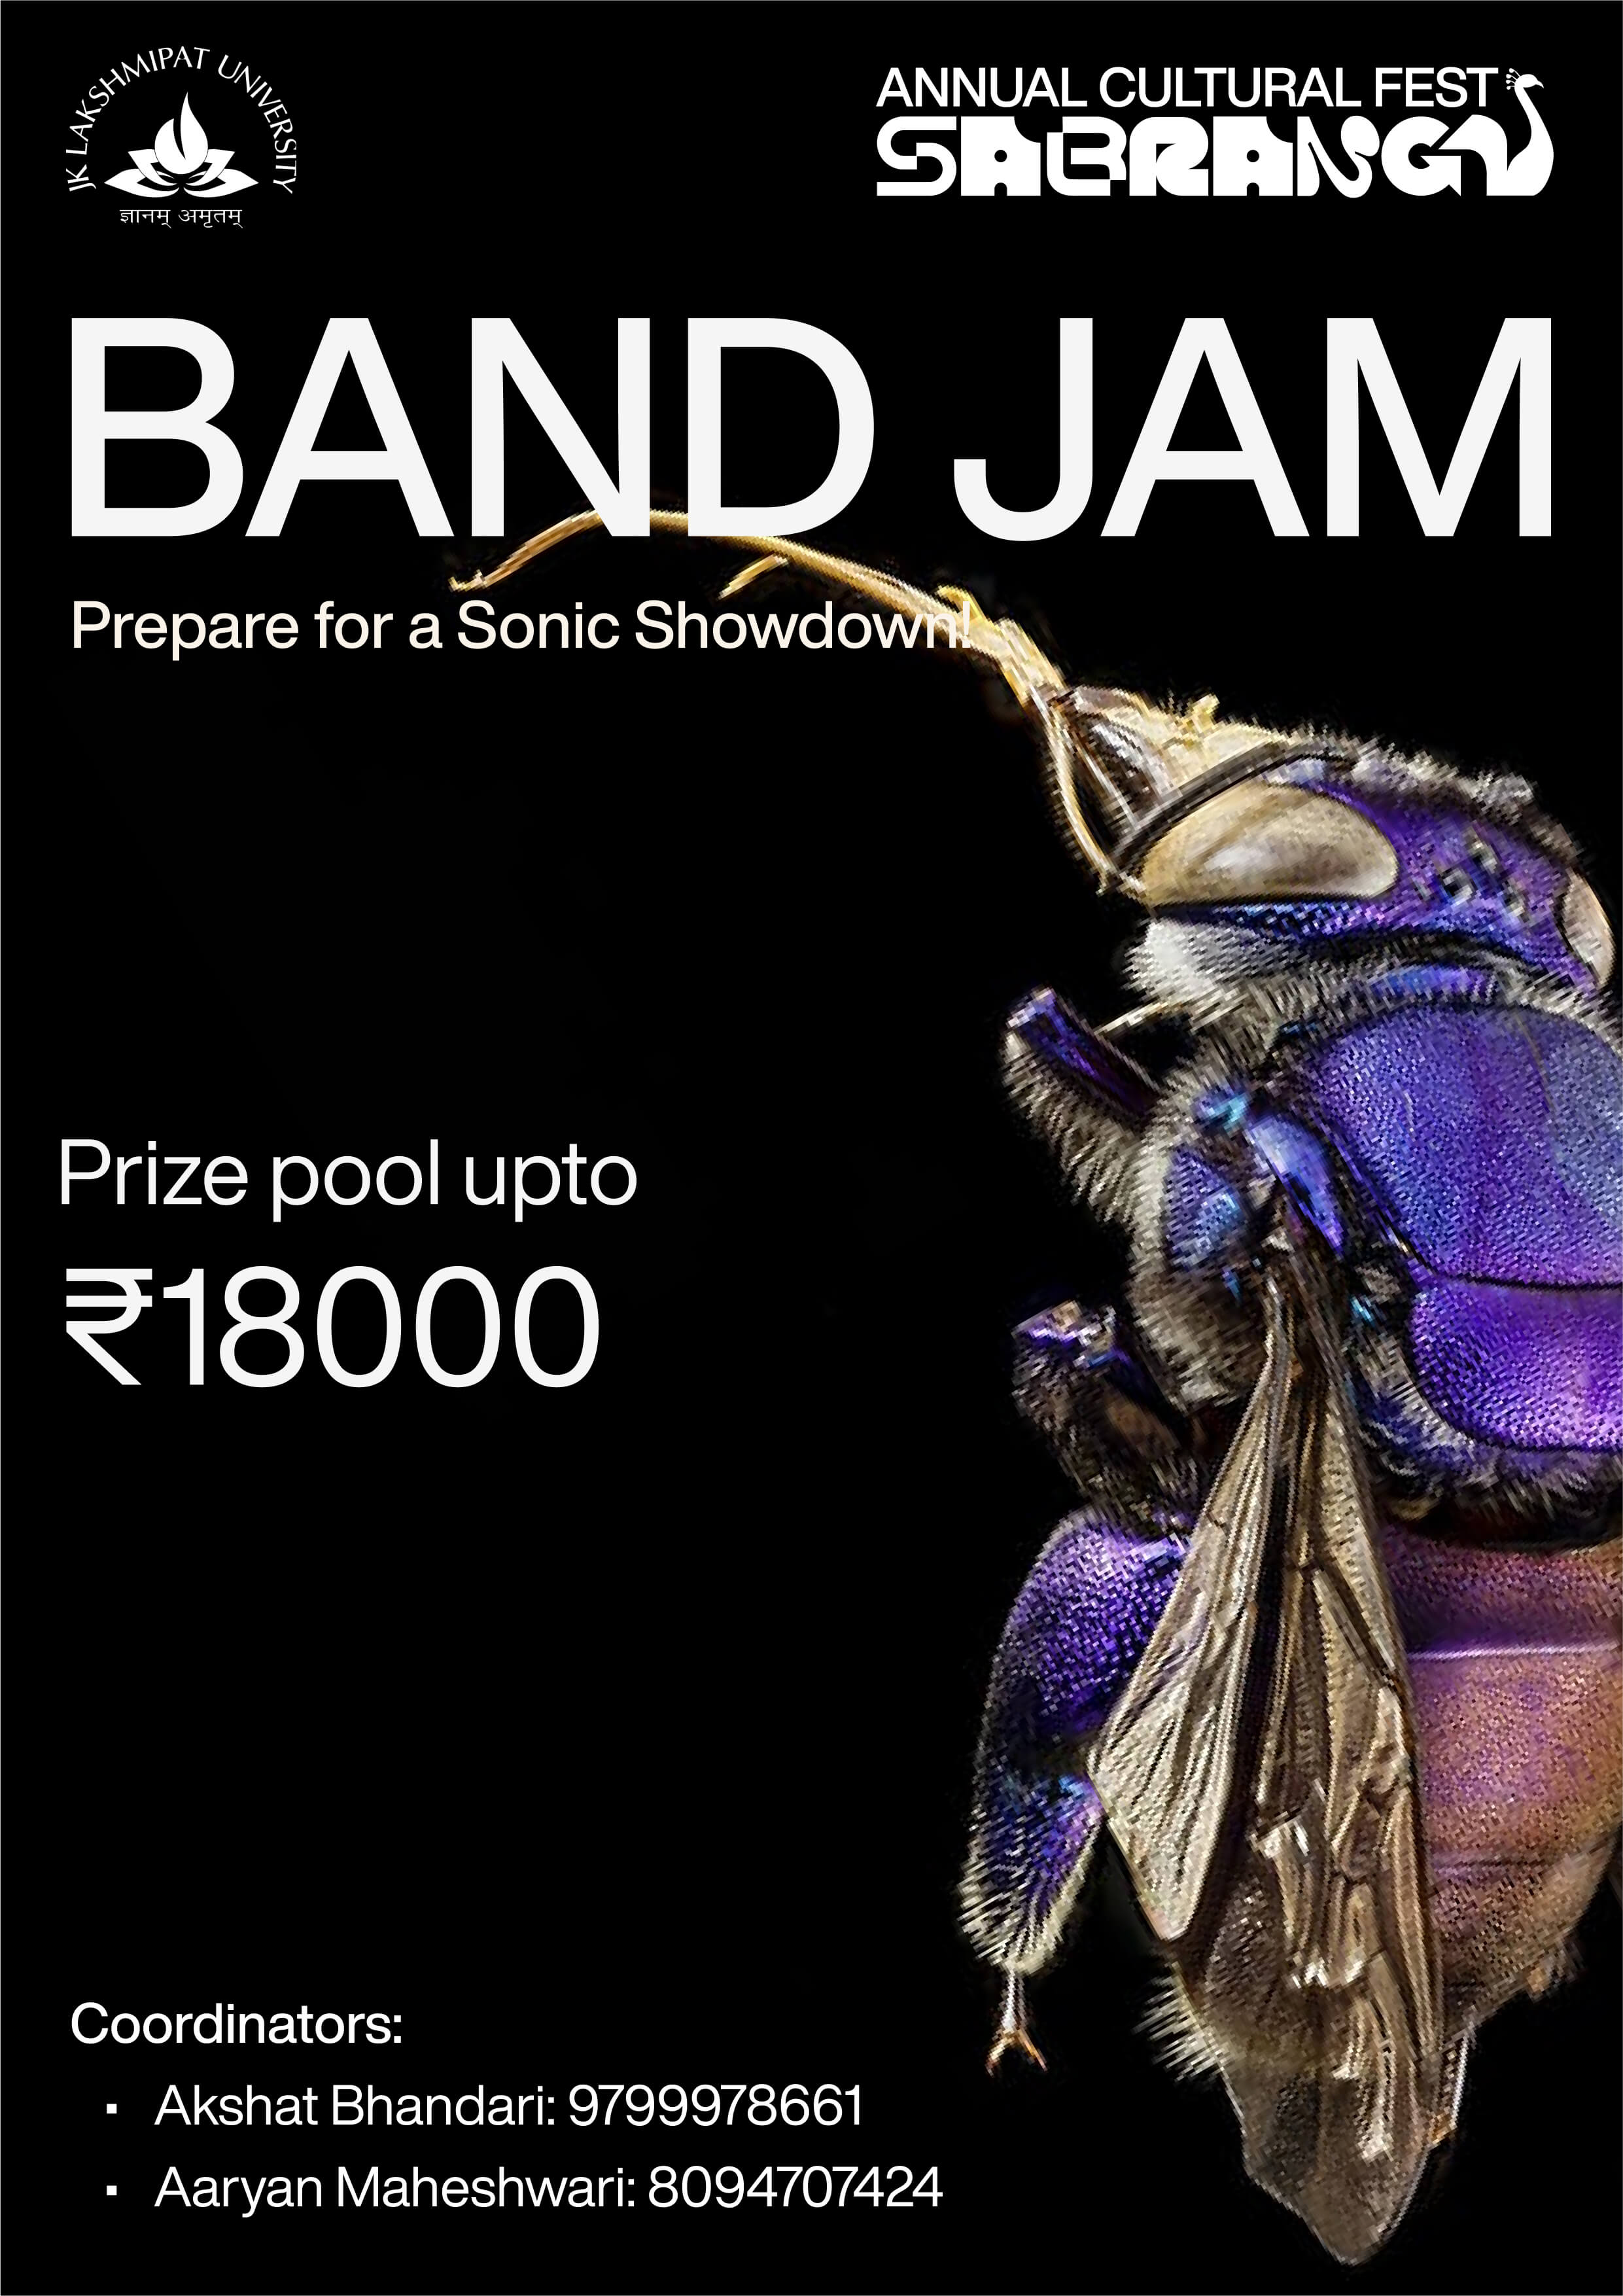 JK LAKSHMIPAT UNIVERSITY
ज्ञानम् अमृतम्
ANNUAL CULTURAL FEST
SABRANG
BAND JAM
Prepare for a Sonic Showdown!
Prize pool upto
₹18000
Coordinators:
▪ Akshat Bhandari: 9799978661
▪ Aaryan Maheshwari: 8094707424